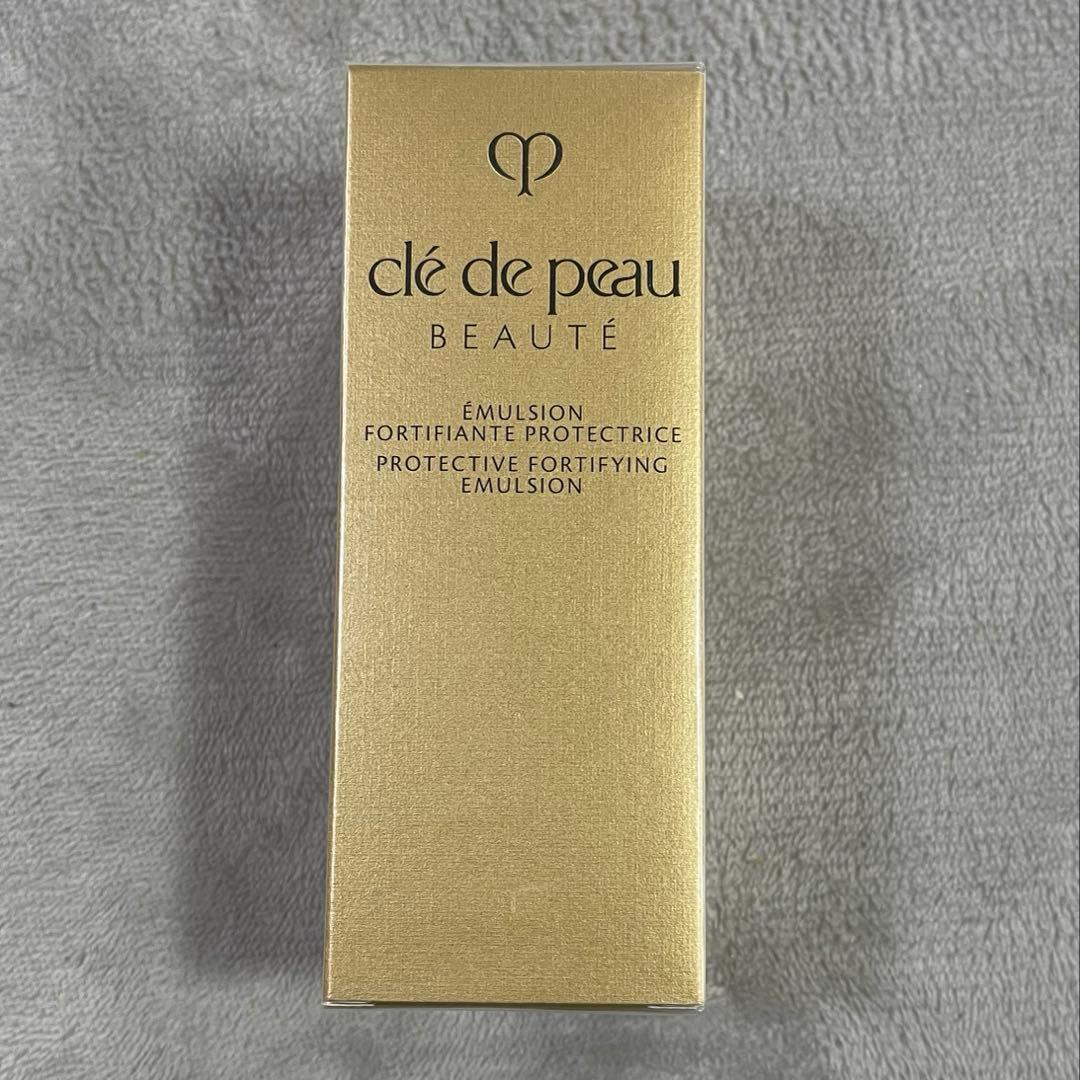 clé de peau
BEAUTÉ
ÉMULSION
FORTIFIANTE PROTECTRICE
PROTECTIVE FORTIFYING
EMULSION